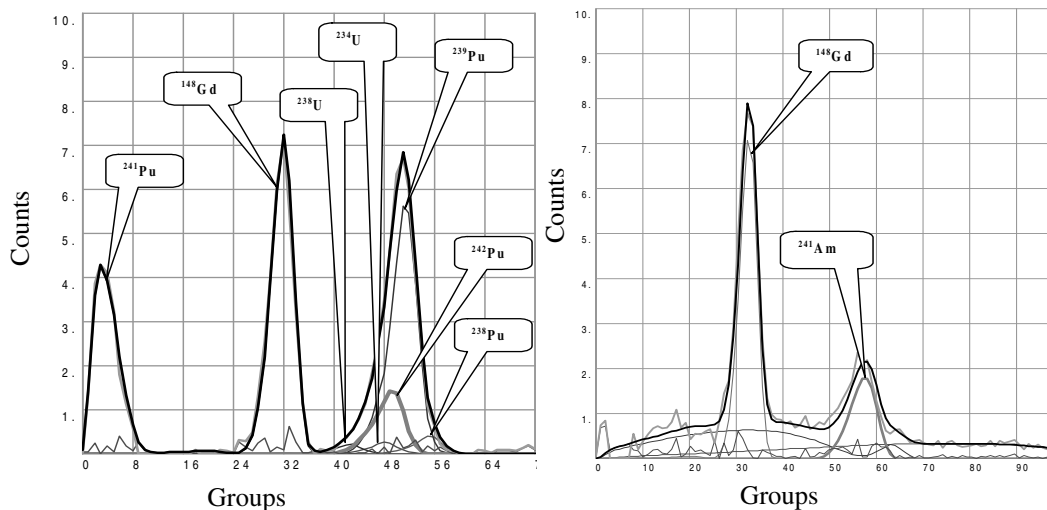 10.
9.
8.
7.
6.
5.
4.
3.
2.
1.
0 8 16 24 32 40 48 56 64 7
Counts
Groups
241Pu
148Gd
238U
234U
239Pu
242Pu
238Pu
10.
9.
8.
7.
6.
5.
4.
3.
2.
1.
0 10 20 30 40 50 60 70 80 90
Counts
Groups
148Gd
241Am